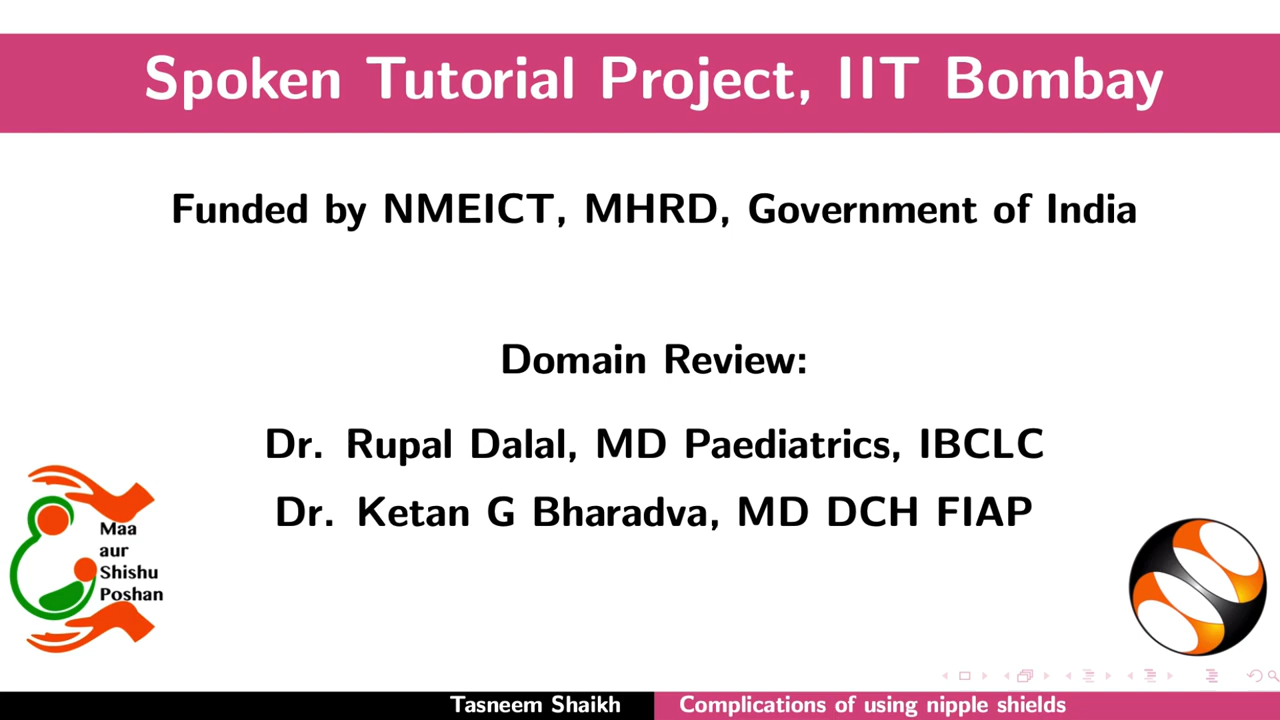 Spoken Tutorial Project, IIT Bombay
Funded by NMEICT, MHRD, Government of India
Domain Review:
Dr. Rupal Dalal, MD Paediatrics, IBCLC
Dr. Ketan G Bharadva, MD DCH FIAP
Maa
aur
Shishu
Poshan
Tasneem Shaikh
Complications of using nipple shields